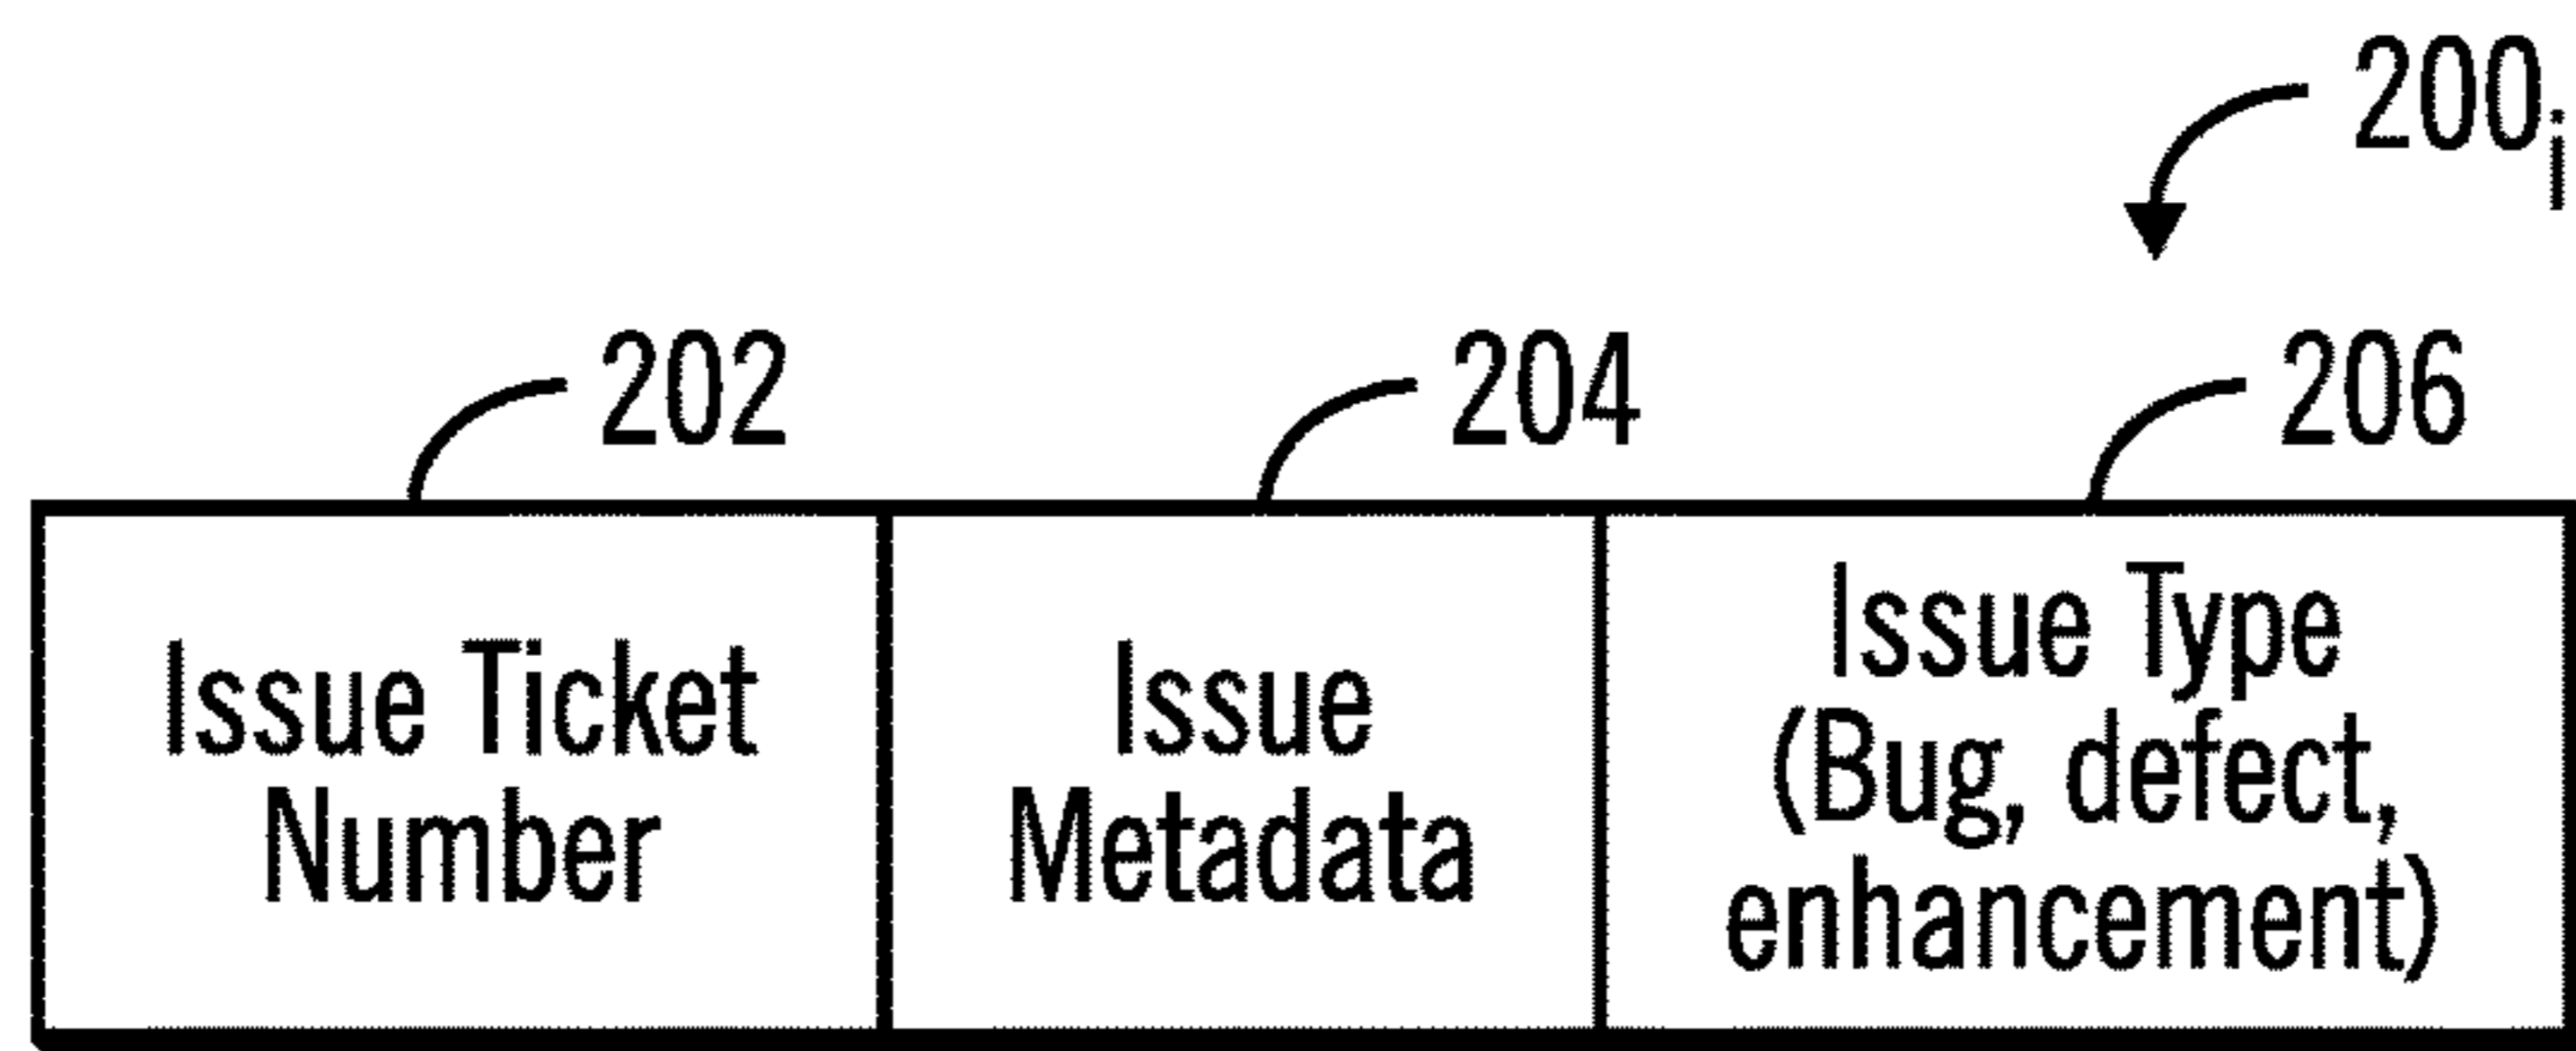 200i
202
204
206
Issue Ticket
Number
Issue
Metadata
Issue Type
(Bug, defect,
enhancement)